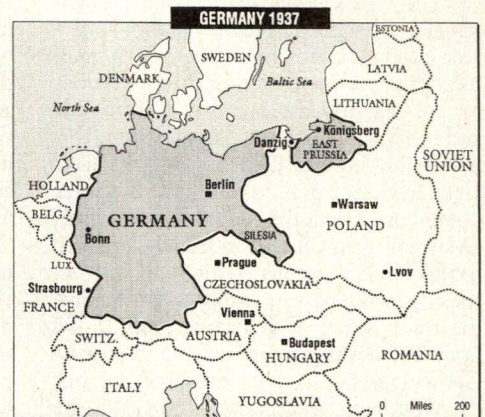 GERMANY 1937
ESTONIA
SWEDEN
LATVIA
DENMARK
Baltic Sea
North Sea
LITHUANIA
Königsberg
Danzig
EAST
PRUSSIA
SOVIET
UNION
HOLLAND
Berlin
Warsaw
BELG.
GERMANY
POLAND
Bonn
SILESIA
LUX.
Prague
Lvov
CZECHOSLOVAKIA
Strasbourg
FRANCE
Vienna
SWITZ.
AUSTRIA
Budapest
HUNGARY
ROMANIA
ITALY
YUGOSLAVIA
0 Miles 200